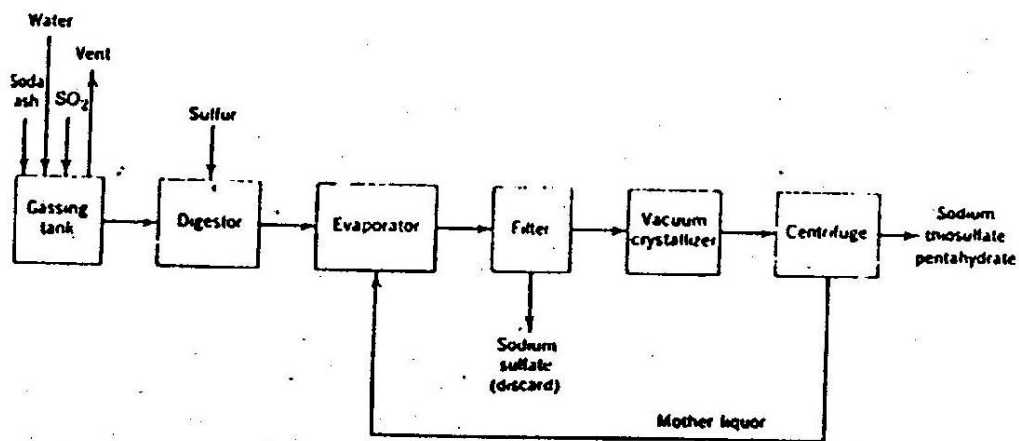 Water
Vent
Soda
ash
SO₂
Sulfur
Gassing
tank
Digestor
Evaporator
Filter
Vacuum
crystallizer
Centrifuge
Sodium
thiosulfate
pentahydrate
Sodium
sulfate
(discard)
Mother liquor